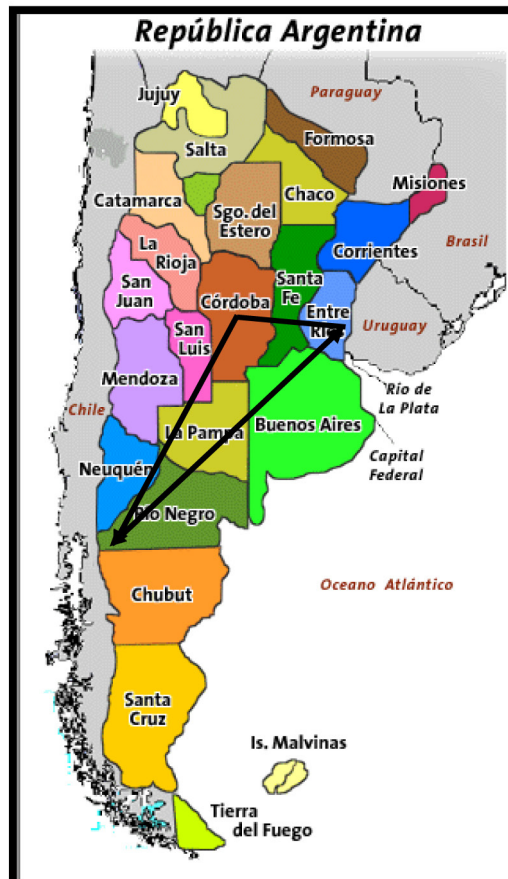 República Argentina
Jujúy
Paraguay
Formosa
Salta
Misiones
Chaco
Catamarca
Sgo. del
Estero
Corrientes
Brasil
La
Rioja
San
Juan
Santa
Fe
Córdoba
Entre
Ríos
San
Luis
Uruguay
Mendoza
Río de
La Plata
Chile
Buenos Aires
La Pampa
Capital
Federal
Neuquén
Río Negro
Oceano Atlántico
Chubut
Santa
Cruz
Is. Malvinas
Tierra
del Fuego